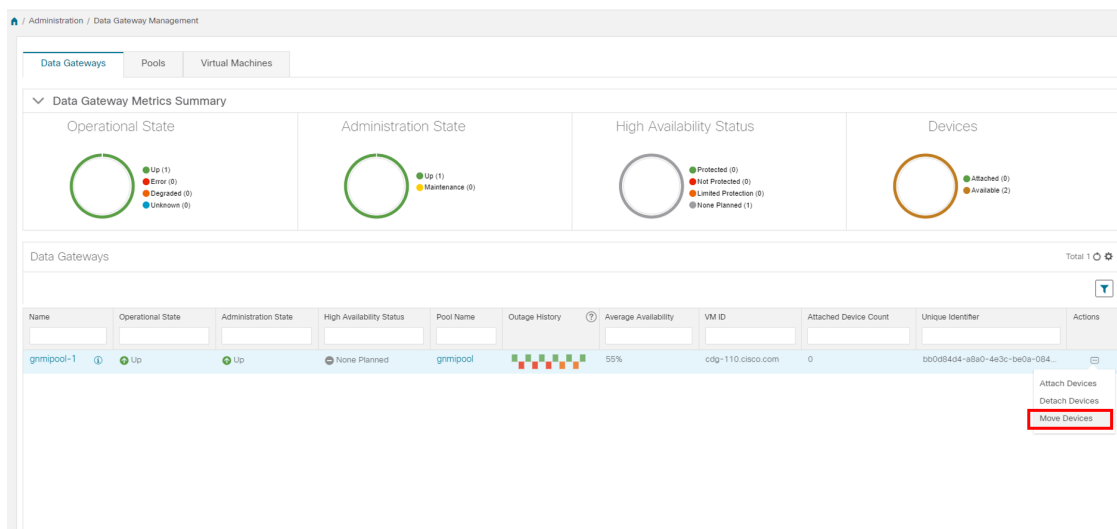 / Administration / Data Gateway Management
Data Gateways Pools Virtual Machines
Data Gateway Metrics Summary
Operational State
Up (1)
Error (0)
Degraded (0)
Unknown (0)
Administration State
Up (1)
Maintenance (0)
High Availability Status
Protected (0)
Not Protected (0)
Limited Protection (0)
None Planned (1)
Devices
Attached (0)
Available (2)
Data Gateways Total 1
Name Operational State Administration State High Availability Status Pool Name Outage History ? Average Availability VM ID Attached Device Count Unique Identifier Actions
gnmipool-1 i Up Up None Planned gnmipool 55% cdg-110.cisco.com 0 bb0d84d4-a8a0-4e3c-be0a-084...
Attach Devices
Detach Devices
Move Devices